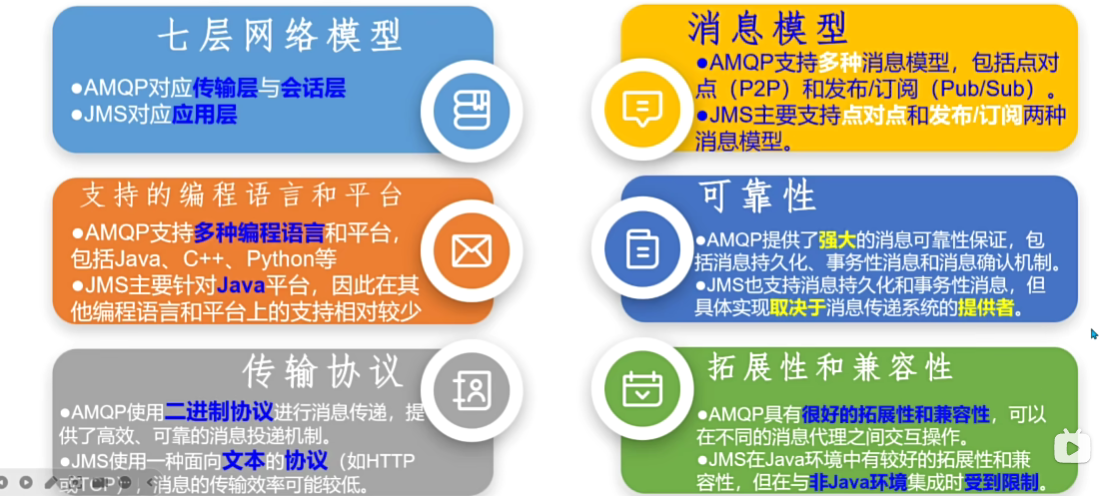 七层网络模型
●AMQP对应传输层与会话层
●JMS对应应用层
消息模型
●AMQP支持多种消息模型，包括点对
点（P2P）和发布/订阅（Pub/Sub）。
●JMS主要支持点对点和发布/订阅两种
消息模型。
支持的编程语言和平台
●AMQP支持多种编程语言和平台，
包括Java、C++、Python等
●JMS主要针对Java平台，因此在其
他编程语言和平台上的支持相对较少
可靠性
●AMQP提供了强大的消息可靠性保证，包
括消息持久化、事务性消息和消息确认机制。
●JMS也支持消息持久化和事务性消息，但
具体实现取决于消息传递系统的提供者。
传输协议
●AMQP使用二进制协议进行消息传递，提
供了高效、可靠的消息投递机制。
●JMS使用一种面向文本的协议（如HTTP
或TCP），消息的传输效率可能较低。
拓展性和兼容性
●AMQP具有很好的拓展性和兼容性，可以
在不同的消息代理之间交互操作。
●JMS在Java环境中有较好的拓展性和兼
容性，但在与非Java环境集成时受到限制。